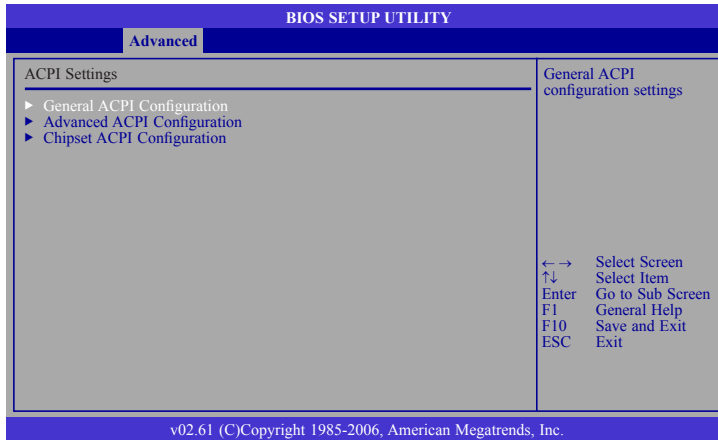 BIOS SETUP UTILITY
Advanced
ACPI Settings
► General ACPI Configuration
► Advanced ACPI Configuration
► Chipset ACPI Configuration
General ACPI
configuration settings
←→ Select Screen
↑↓ Select Item
Enter Go to Sub Screen
F1 General Help
F10 Save and Exit
ESC Exit
v02.61 (C)Copyright 1985-2006, American Megatrends, Inc.